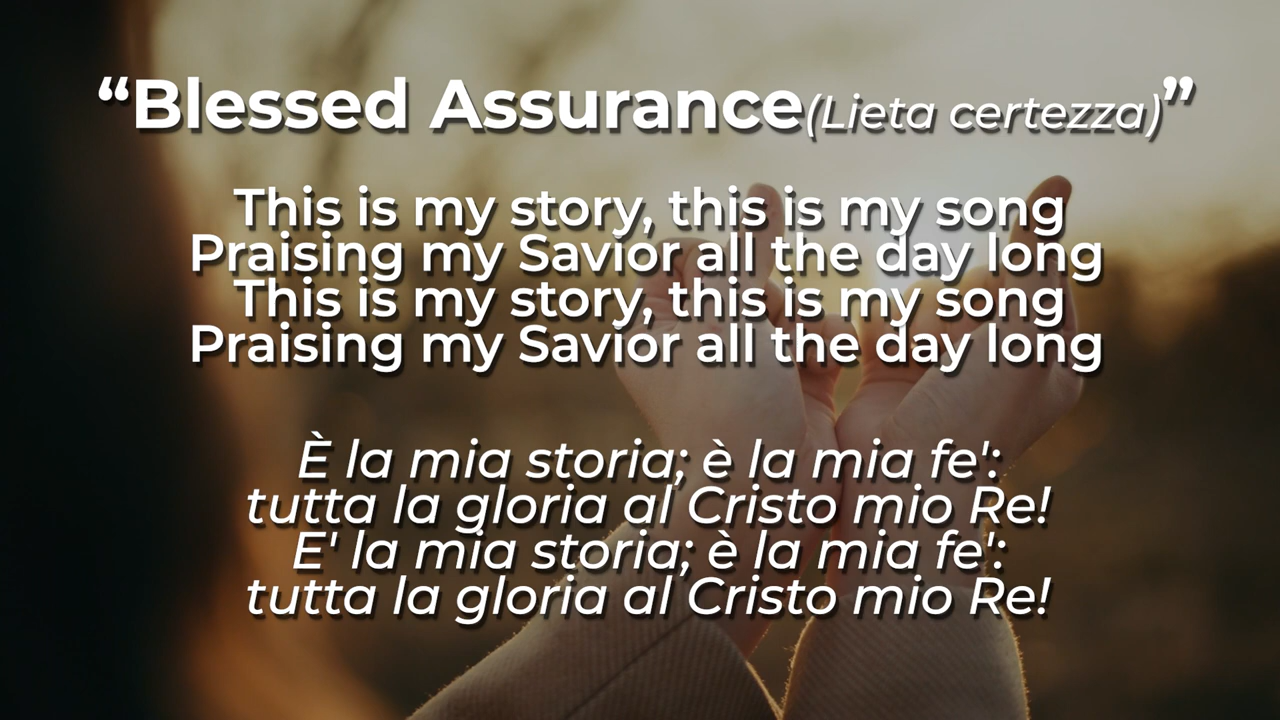 “Blessed Assurance(Lieta certezza)”
This is my story, this is my song
Praising my Savior all the day long
This is my story, this is my song
Praising my Savior all the day long
È la mia storia; è la mia fe':
tutta la gloria al Cristo mio Re!
E' la mia storia; è la mia fe':
tutta la gloria al Cristo mio Re!